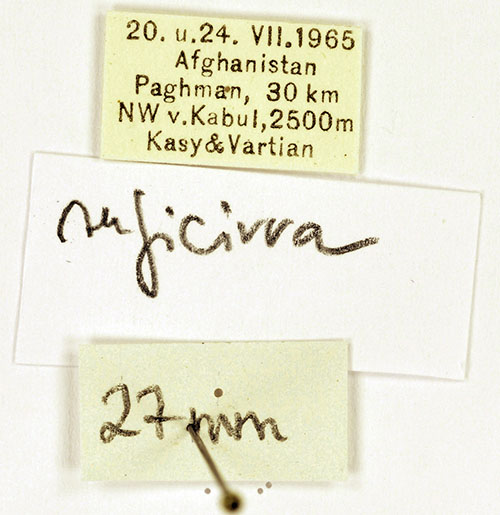 20. u.24. VII.1965
Afghanistan
Paghman, 30 km
NW v.Kabul,2500m
Kasy&Vartian
ruficirra
27mm